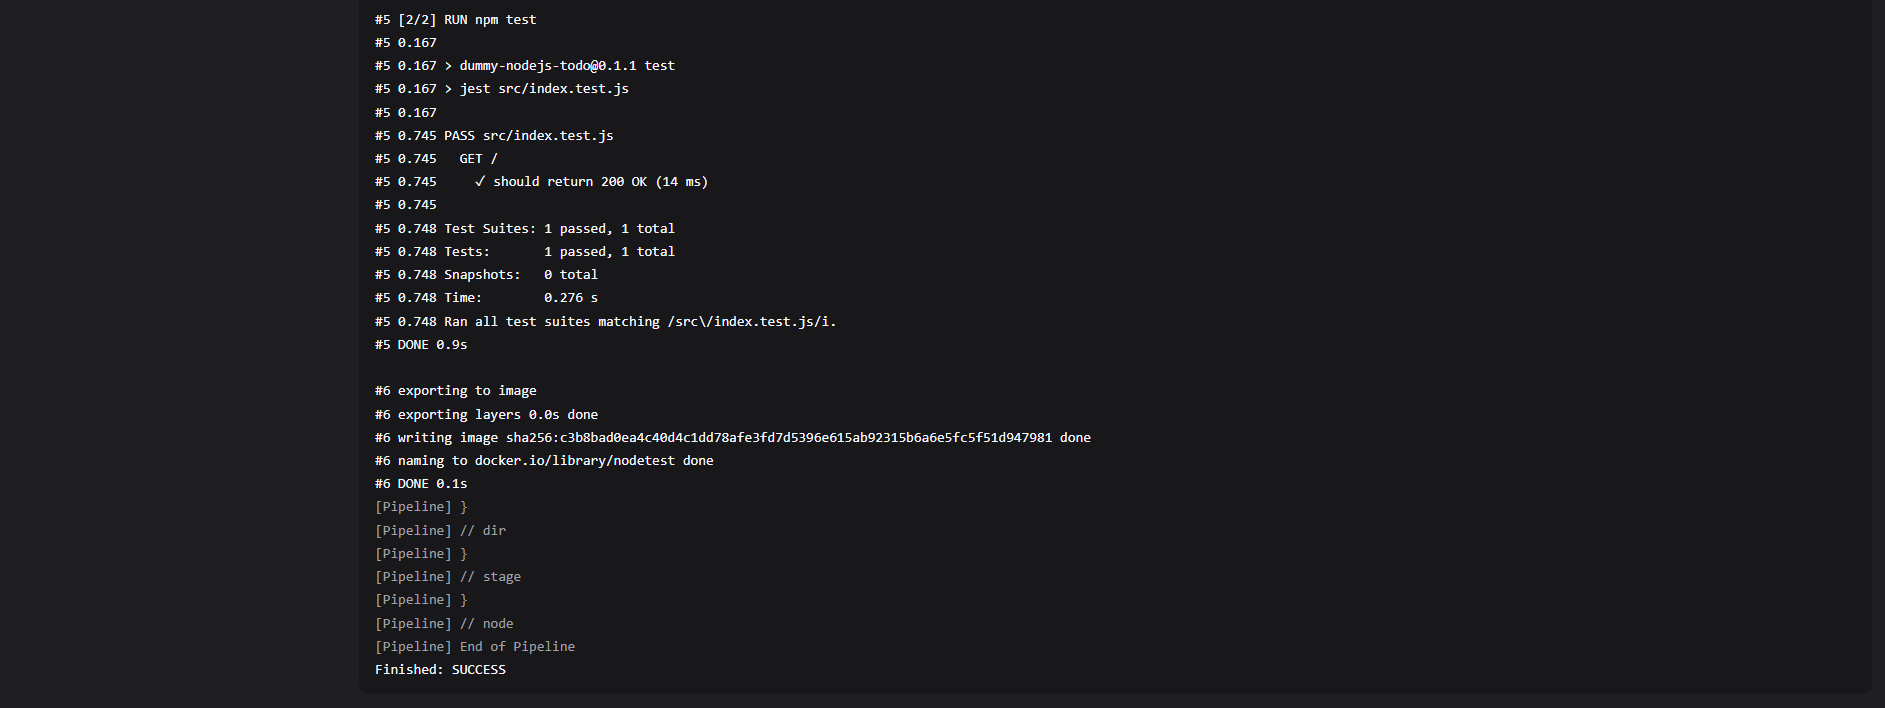 #5 [2/2] RUN npm test
#5 0.167
#5 0.167 > dummy-nodejs-todo@0.1.1 test
#5 0.167 > jest src/index.test.js
#5 0.167
#5 0.745 PASS src/index.test.js
#5 0.745   GET /
#5 0.745     ✓ should return 200 OK (14 ms)
#5 0.745
#5 0.748 Test Suites: 1 passed, 1 total
#5 0.748 Tests:       1 passed, 1 total
#5 0.748 Snapshots:   0 total
#5 0.748 Time:        0.276 s
#5 0.748 Ran all test suites matching /src\/index.test.js/i.
#5 DONE 0.9s
#6 exporting to image
#6 exporting layers 0.0s done
#6 writing image sha256:c3b8bad0ea4c40d4c1dd78afe3fd7d5396e615ab92315b6a6e5fc5f51d947981 done
#6 naming to docker.io/library/nodetest done
#6 DONE 0.1s
[Pipeline] }
[Pipeline] // dir
[Pipeline] }
[Pipeline] // stage
[Pipeline] }
[Pipeline] // node
[Pipeline] End of Pipeline
Finished: SUCCESS